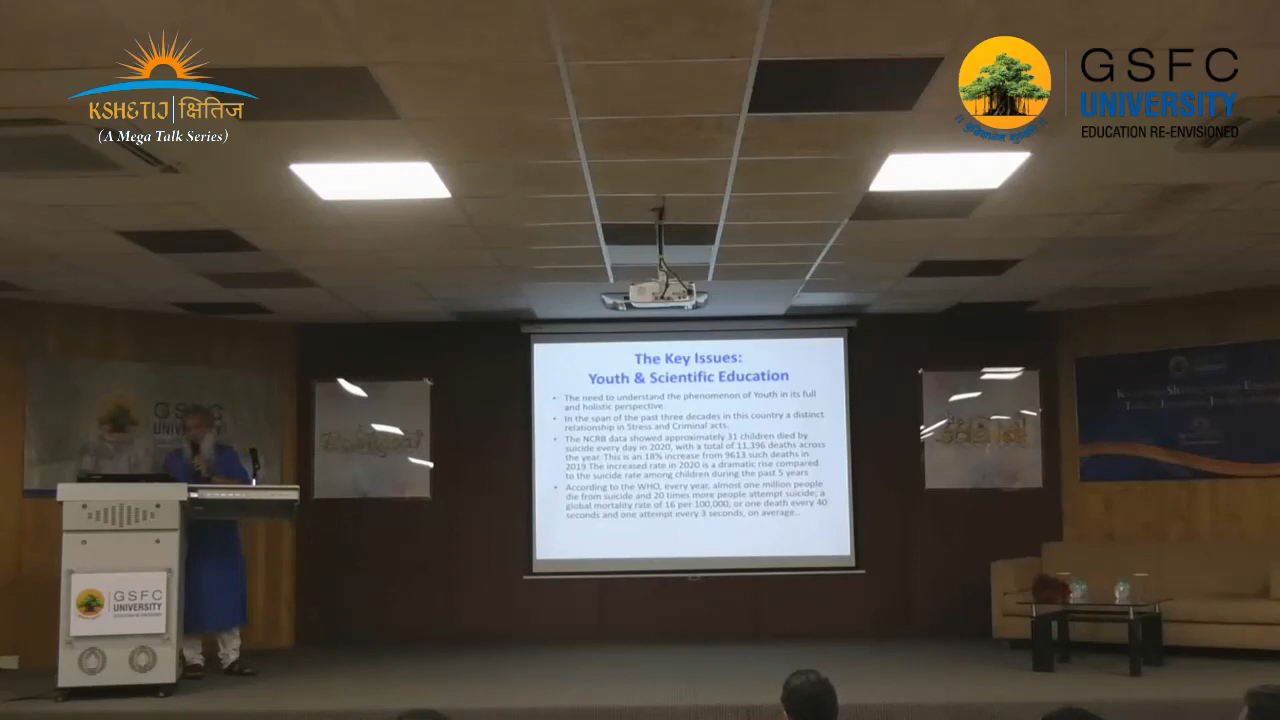 KSHETIJ|क्षितिज
(A Mega Talk Series)
GSFC
UNIVERSITY
EDUCATION RE-ENVISIONED
The Key Issues:
Youth & Scientific Education
• The need to understand the phenomenon of Youth in its full
and holistic perspective.
• In the span of the past three decades in this country a distinct
relationship in Stress and Criminal acts.
• The NCRB data showed approximately 31 children died by
suicide every day in 2020, with a total of 11,396 deaths across
the year. This is an 18% increase from 9613 such deaths in
2019 The increased rate in 2020 is a dramatic rise compared
to the suicide rate among children during the past 5 years
• According to the WHO, every year, almost one million people
die from suicide and 20 times more people attempt suicide; a
global mortality rate of 16 per 100,000, or one death every 40
seconds and one attempt every 3 seconds, on average...
GSFC
UNIVERSITY
GSFC
UNIVERSITY
EDUCATION RE-ENVISIONED
GSFC
UNIVERSITY